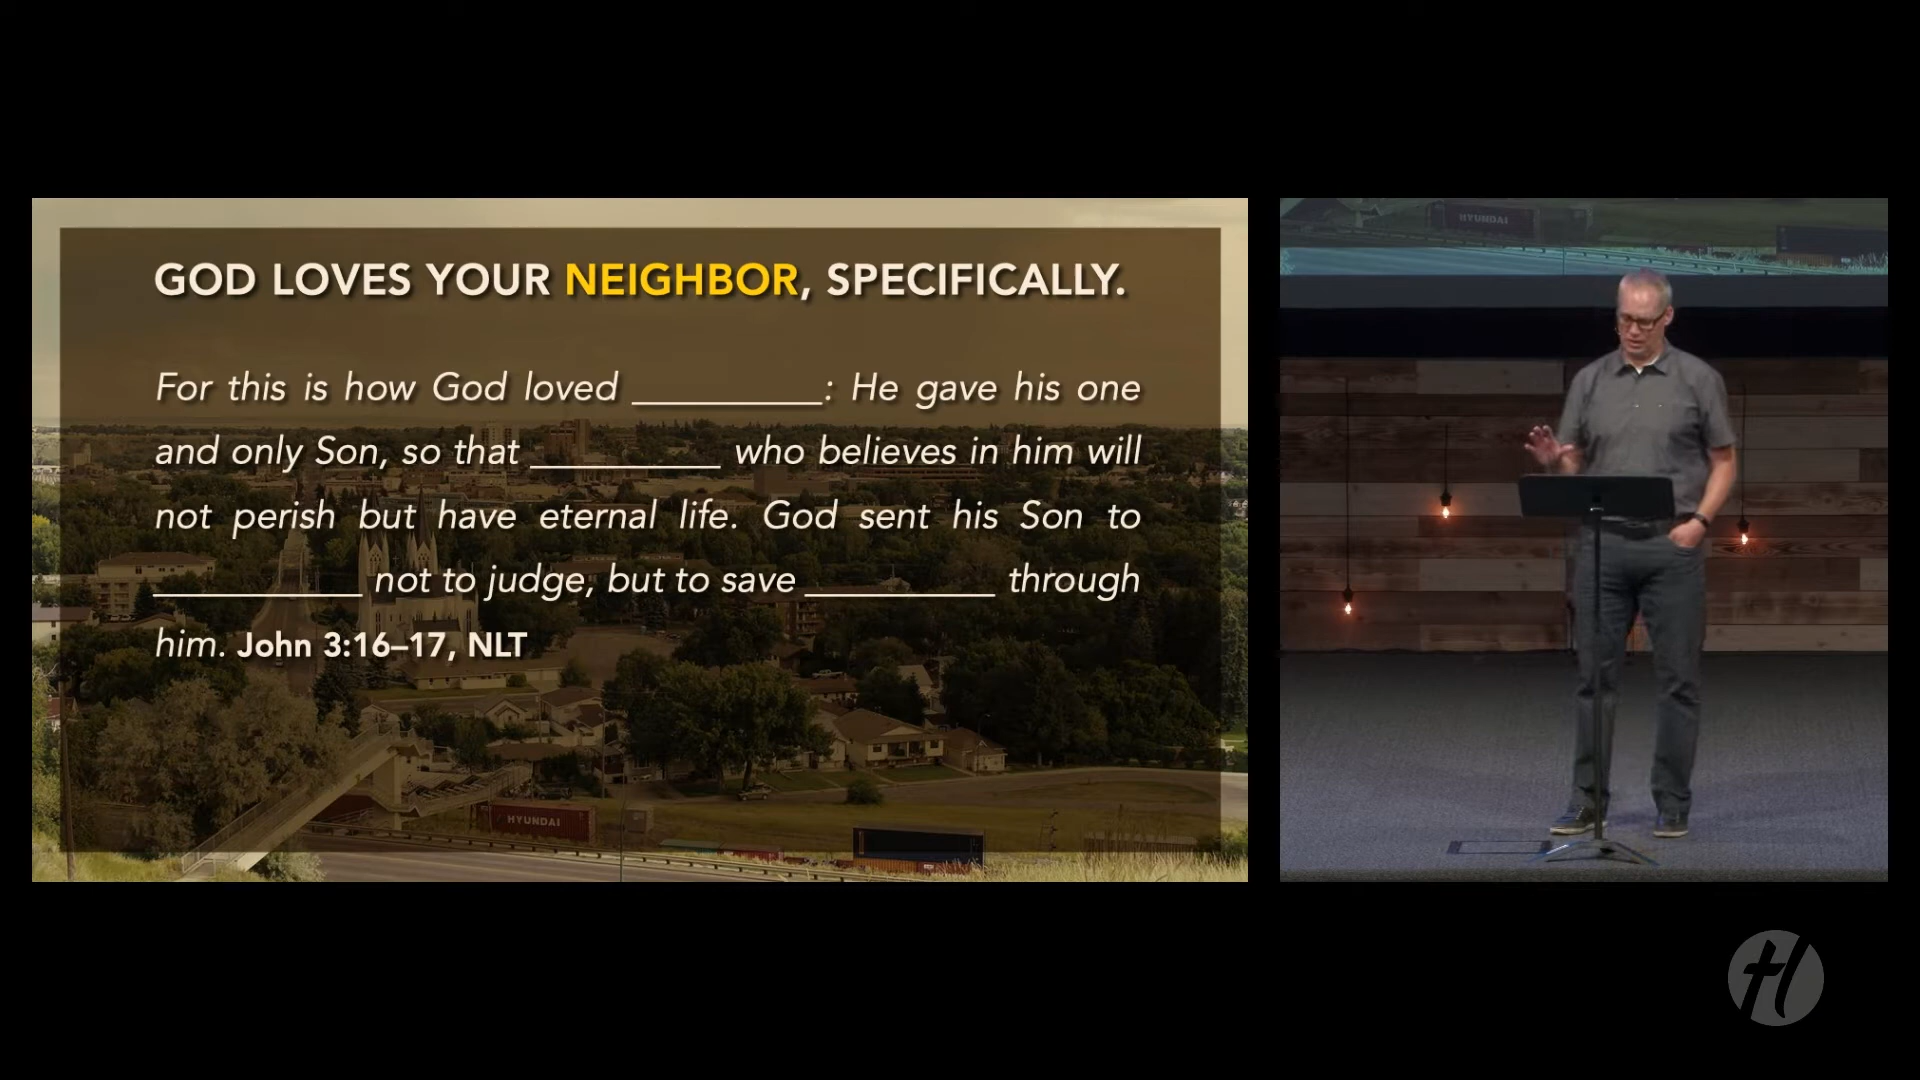 GOD LOVES YOUR NEIGHBOR, SPECIFICALLY.
For this is how God loved _________: He gave his one
and only Son, so that _________ who believes in him will
not perish but have eternal life. God sent his Son to
__________ not to judge, but to save _________ through
him. John 3:16–17, NLT
HYUNDAI
HYUNDAI